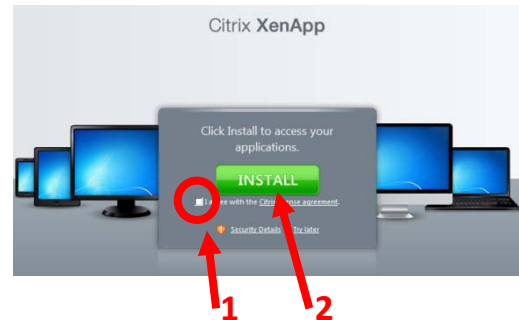 Citrix XenApp
Click Install to access your
applications.
INSTALL
I agree with the Citrix license agreement.
Security Details Try later
1 2